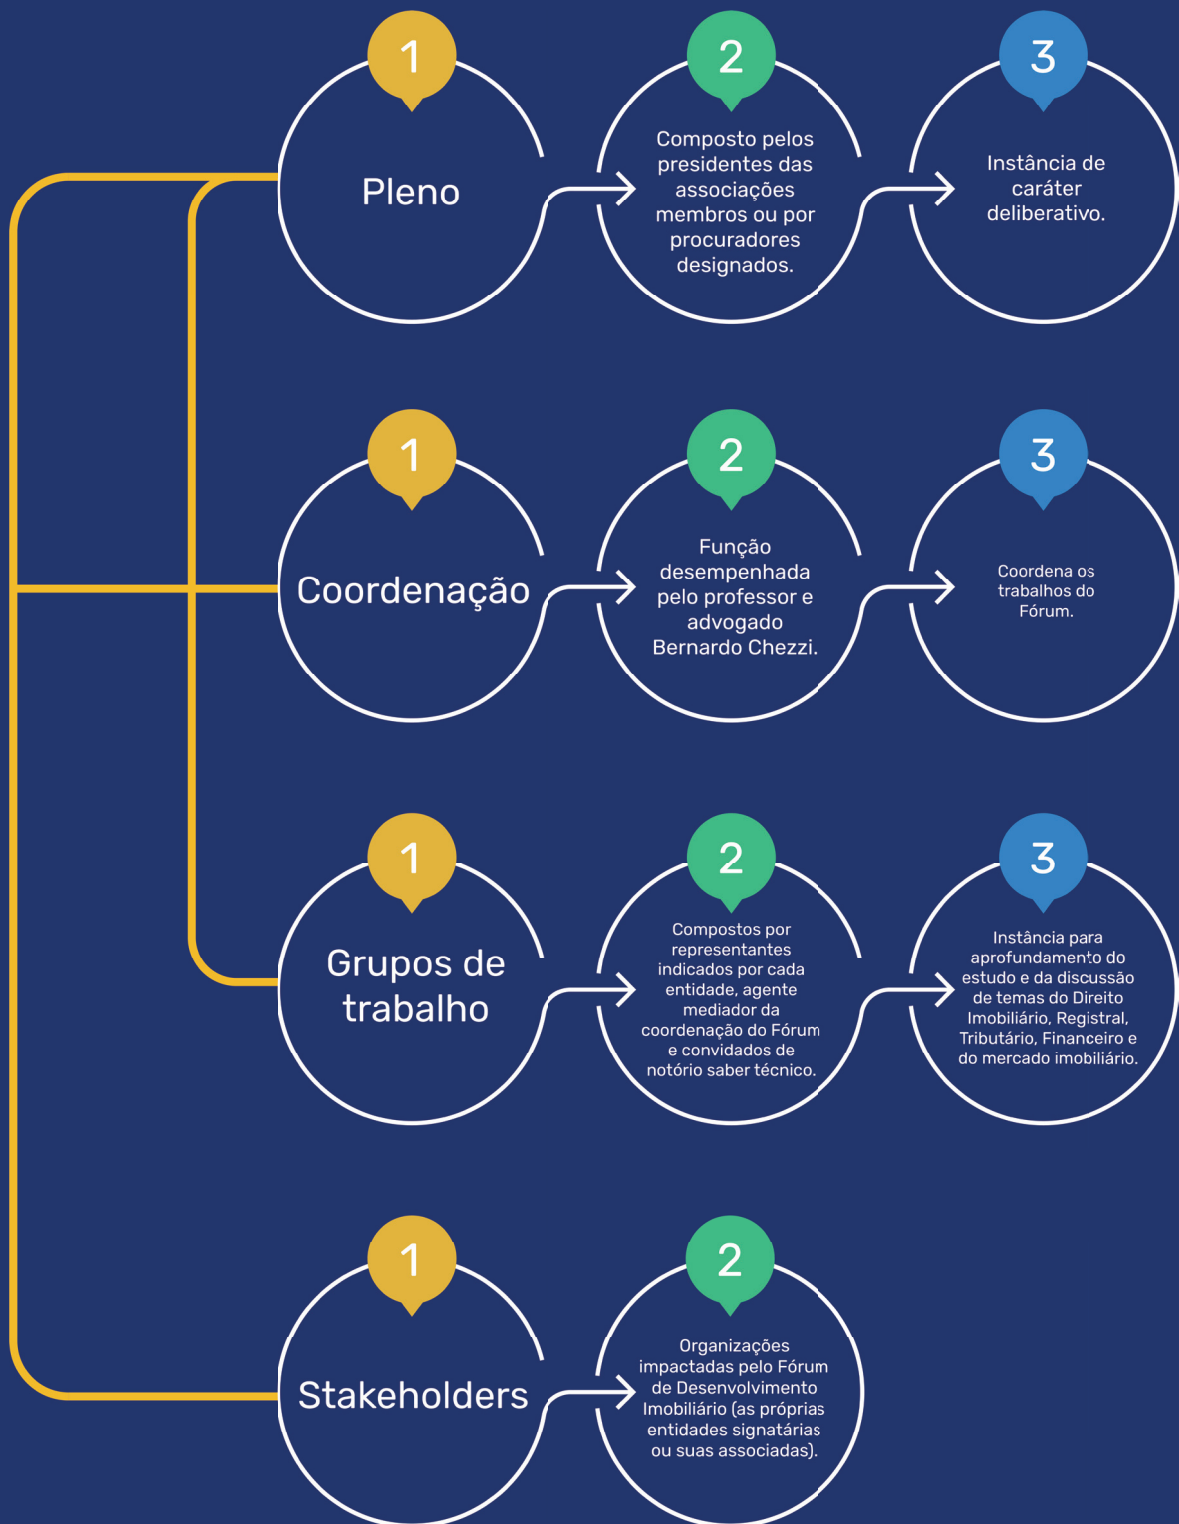 1
Pleno
2
Composto pelos
presidentes das
associações
membros ou por
procuradores
designados.
3
Instância de
caráter
deliberativo.
1
Coordenação
2
Função
desempenhada
pelo professor e
advogado
Bernardo Chezzi.
3
Coordena os
trabalhos do
Fórum.
1
Grupos de
trabalho
2
Compostos por
representantes
indicados por cada
entidade, agente
mediador da
coordenação do Fórum
e convidados de
notório saber técnico.
3
Instância para
aprofundamento do
estudo e da discussão
de temas do Direito
Imobiliário, Registral,
Tributário, Financeiro e
do mercado imobiliário.
1
Stakeholders
2
Organizações
impactadas pelo Fórum
de Desenvolvimento
Imobiliário (as próprias
entidades signatárias
ou suas associadas).